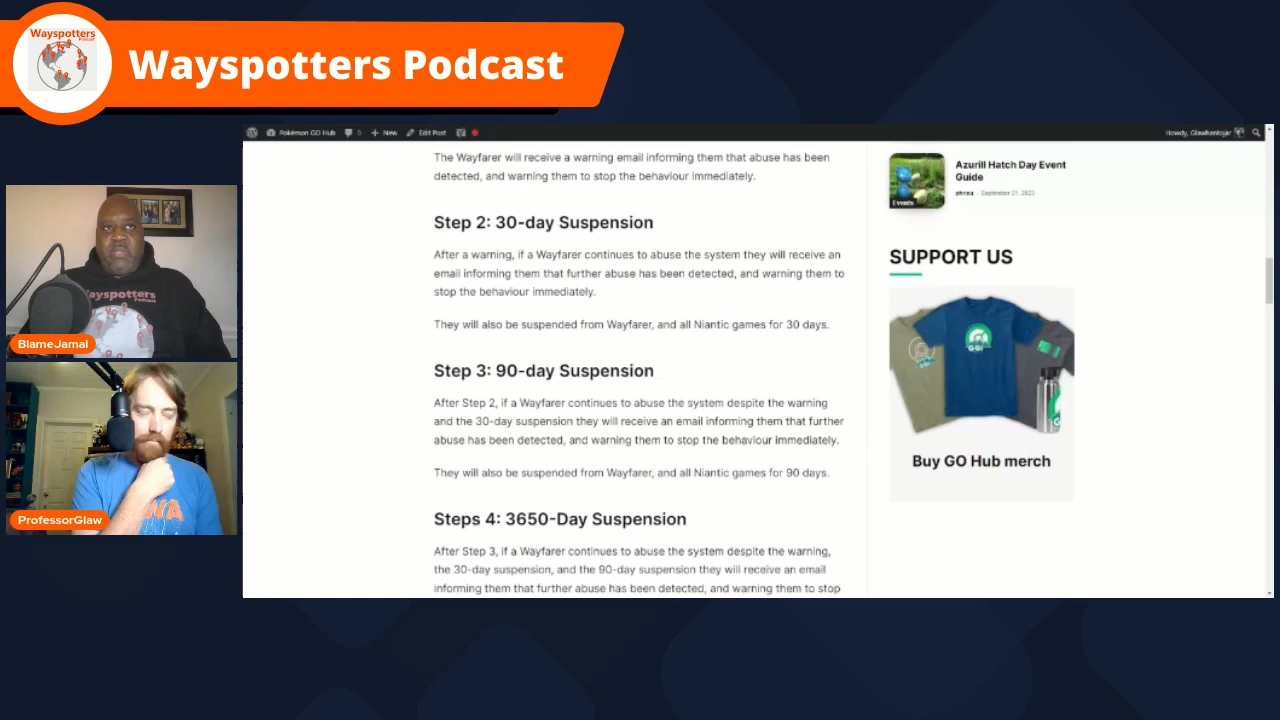 Wayspotters
Podcast
Wayspotters Podcast
Pokémon GO Hub
0
New
Edit Post
Howdy, Glawhantojar
The Wayfarer will receive a warning email informing them that abuse has been
detected, and warning them to stop the behaviour immediately.
Step 2: 30-day Suspension
After a warning, if a Wayfarer continues to abuse the system they will receive an
email informing them that further abuse has been detected, and warning them to
stop the behaviour immediately.
They will also be suspended from Wayfarer, and all Niantic games for 30 days.
Step 3: 90-day Suspension
After Step 2, if a Wayfarer continues to abuse the system despite the warning
and the 30-day suspension they will receive an email informing them that further
abuse has been detected, and warning them to stop the behaviour immediately.
They will also be suspended from Wayfarer, and all Niantic games for 90 days.
Steps 4: 3650-Day Suspension
After Step 3, if a Wayfarer continues to abuse the system despite the warning,
the 30-day suspension, and the 90-day suspension they will receive an email
informing them that further abuse has been detected, and warning them to stop
Events
Azurill Hatch Day Event
Guide
September 21, 2023
SUPPORT US
Buy GO Hub merch
Wayspotters
Podcast
BlameJamal
ProfessorGlaw